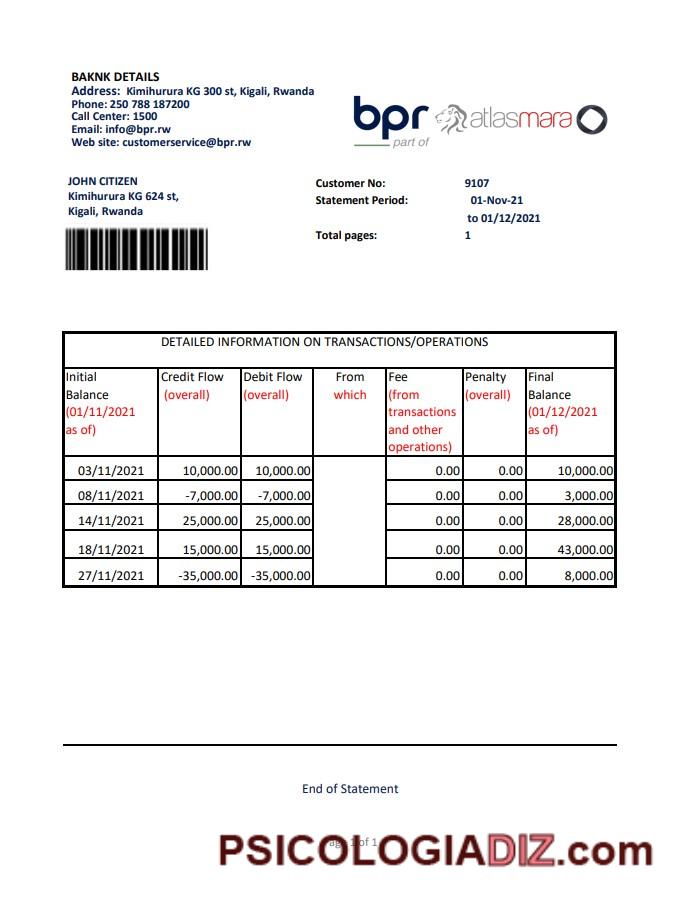 BAKNK DETAILS
Address: Kimihurura KG 300 st, Kigali, Rwanda
Phone: 250 788 187200
Call Center: 1500
Email: info@bpr.rw
Web site: customerservice@bpr.rw
bpr atlasmara
part of
JOHN CITIZEN
Kimihurura KG 624 st,
Kigali, Rwanda
Customer No: 9107
Statement Period: 01-Nov-21
to 01/12/2021
Total pages: 1
DETAILED INFORMATION ON TRANSACTIONS/OPERATIONS
Initial Credit Flow Debit Flow From Fee Penalty Final
Balance (overall) (overall) which (from (overall) Balance
(01/11/2021 transactions (01/12/2021
as of) and other as of)
operations)
03/11/2021 10,000.00 10,000.00 0.00 0.00 10,000.00
08/11/2021 -7,000.00 -7,000.00 0.00 0.00 3,000.00
14/11/2021 25,000.00 25,000.00 0.00 0.00 28,000.00
18/11/2021 15,000.00 15,000.00 0.00 0.00 43,000.00
27/11/2021 -35,000.00 -35,000.00 0.00 0.00 8,000.00
End of Statement
Page 1 of 1
PSICOLOGIADIZ.com